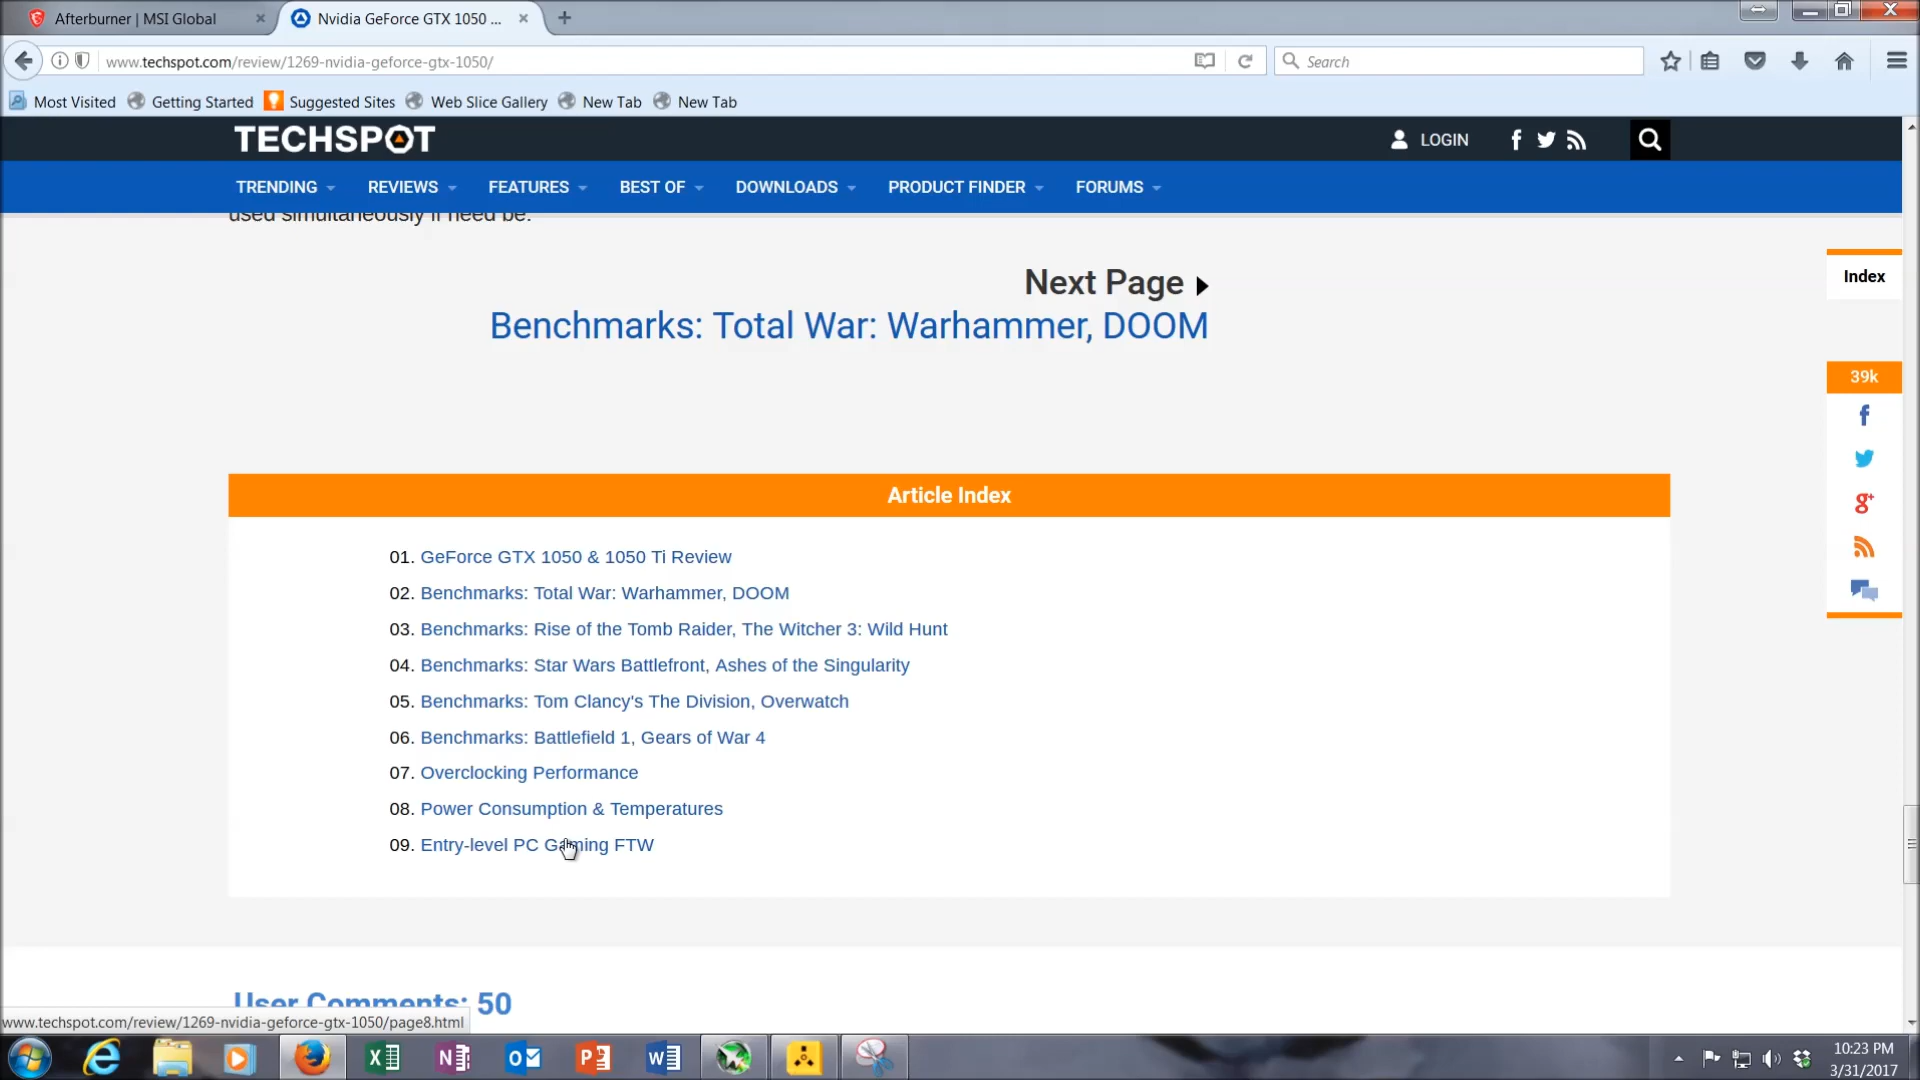 Afterburner | MSI Global
Nvidia GeForce GTX 1050 ...
www.techspot.com/review/1269-nvidia-geforce-gtx-1050/
Search
Most Visited Getting Started Suggested Sites Web Slice Gallery New Tab New Tab
TECHSPOT
LOGIN
TRENDING REVIEWS FEATURES BEST OF DOWNLOADS PRODUCT FINDER FORUMS
used simultaneously if need be.
Next Page
Benchmarks: Total War: Warhammer, DOOM
Index
39k
Article Index
01. GeForce GTX 1050 & 1050 Ti Review
02. Benchmarks: Total War: Warhammer, DOOM
03. Benchmarks: Rise of the Tomb Raider, The Witcher 3: Wild Hunt
04. Benchmarks: Star Wars Battlefront, Ashes of the Singularity
05. Benchmarks: Tom Clancy's The Division, Overwatch
06. Benchmarks: Battlefield 1, Gears of War 4
07. Overclocking Performance
08. Power Consumption & Temperatures
09. Entry-level PC Gaming FTW
User Comments: 50
www.techspot.com/review/1269-nvidia-geforce-gtx-1050/page8.html
10:23 PM
3/31/2017